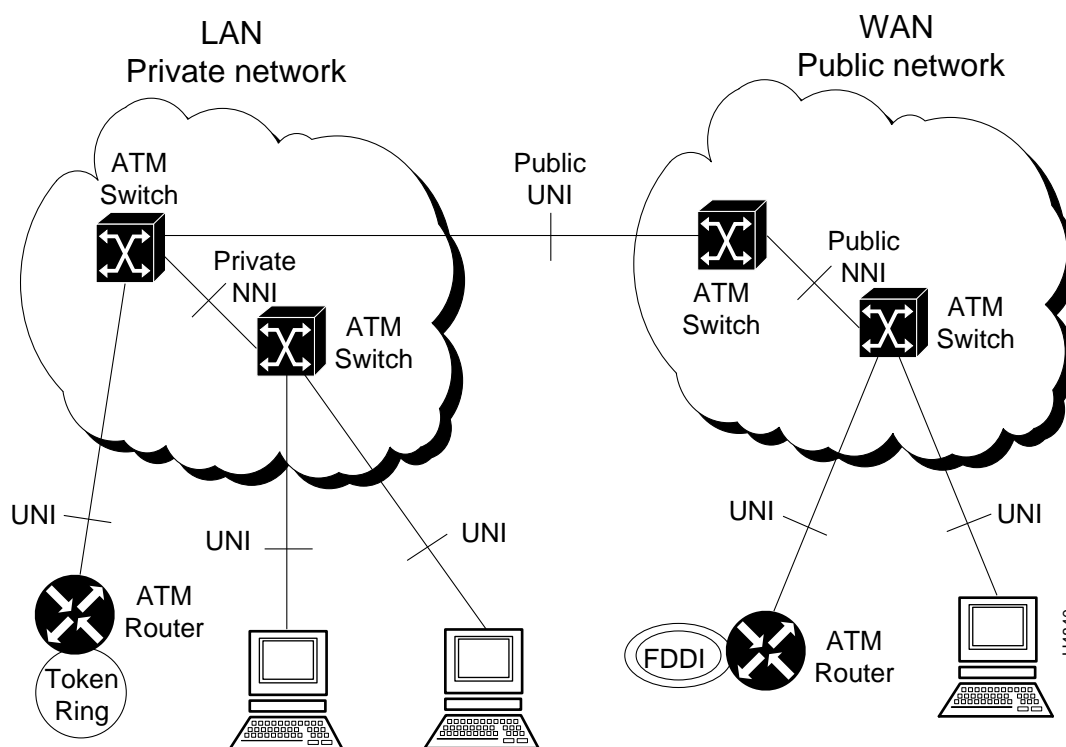 LAN
Private network
WAN
Public network
ATM
Switch
Public
UNI
Private
NNI
ATM
Switch
ATM
Switch
Public
NNI
ATM
Switch
UNI
UNI
UNI
UNI
UNI
ATM
Router
Token
Ring
FDDI
ATM
Router